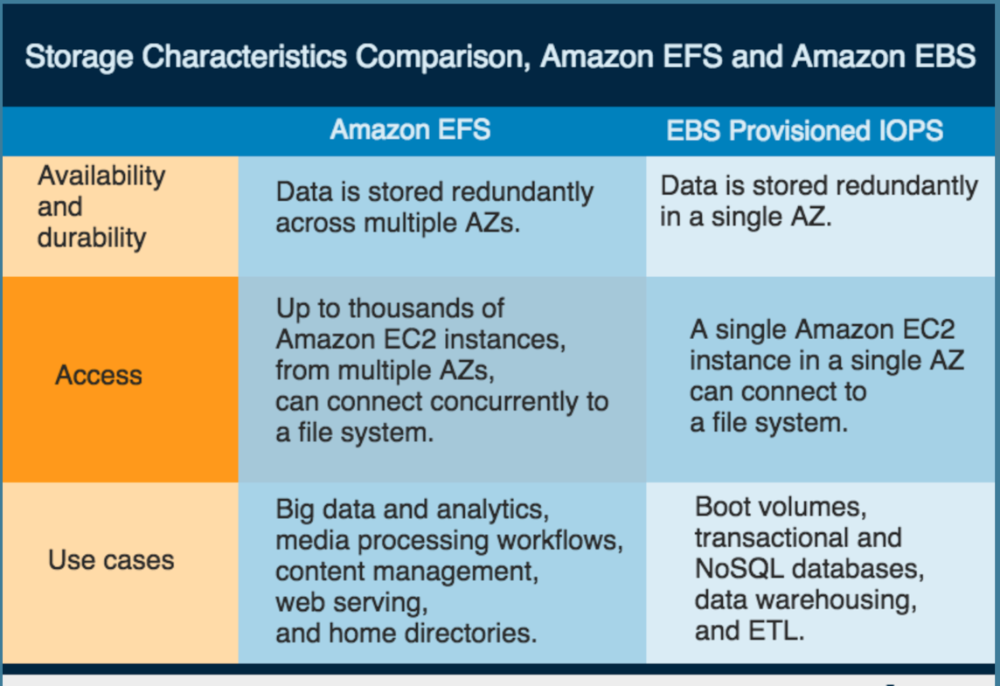 Storage Characteristics Comparison, Amazon EFS and Amazon EBS
Amazon EFS
EBS Provisioned IOPS
Availability
and
durability
Data is stored redundantly
across multiple AZs.
Data is stored redundantly
in a single AZ.
Access
Up to thousands of
Amazon EC2 instances,
from multiple AZs,
can connect concurrently to
a file system.
A single Amazon EC2
instance in a single AZ
can connect to
a file system.
Use cases
Big data and analytics,
media processing workflows,
content management,
web serving,
and home directories.
Boot volumes,
transactional and
NoSQL databases,
data warehousing,
and ETL.